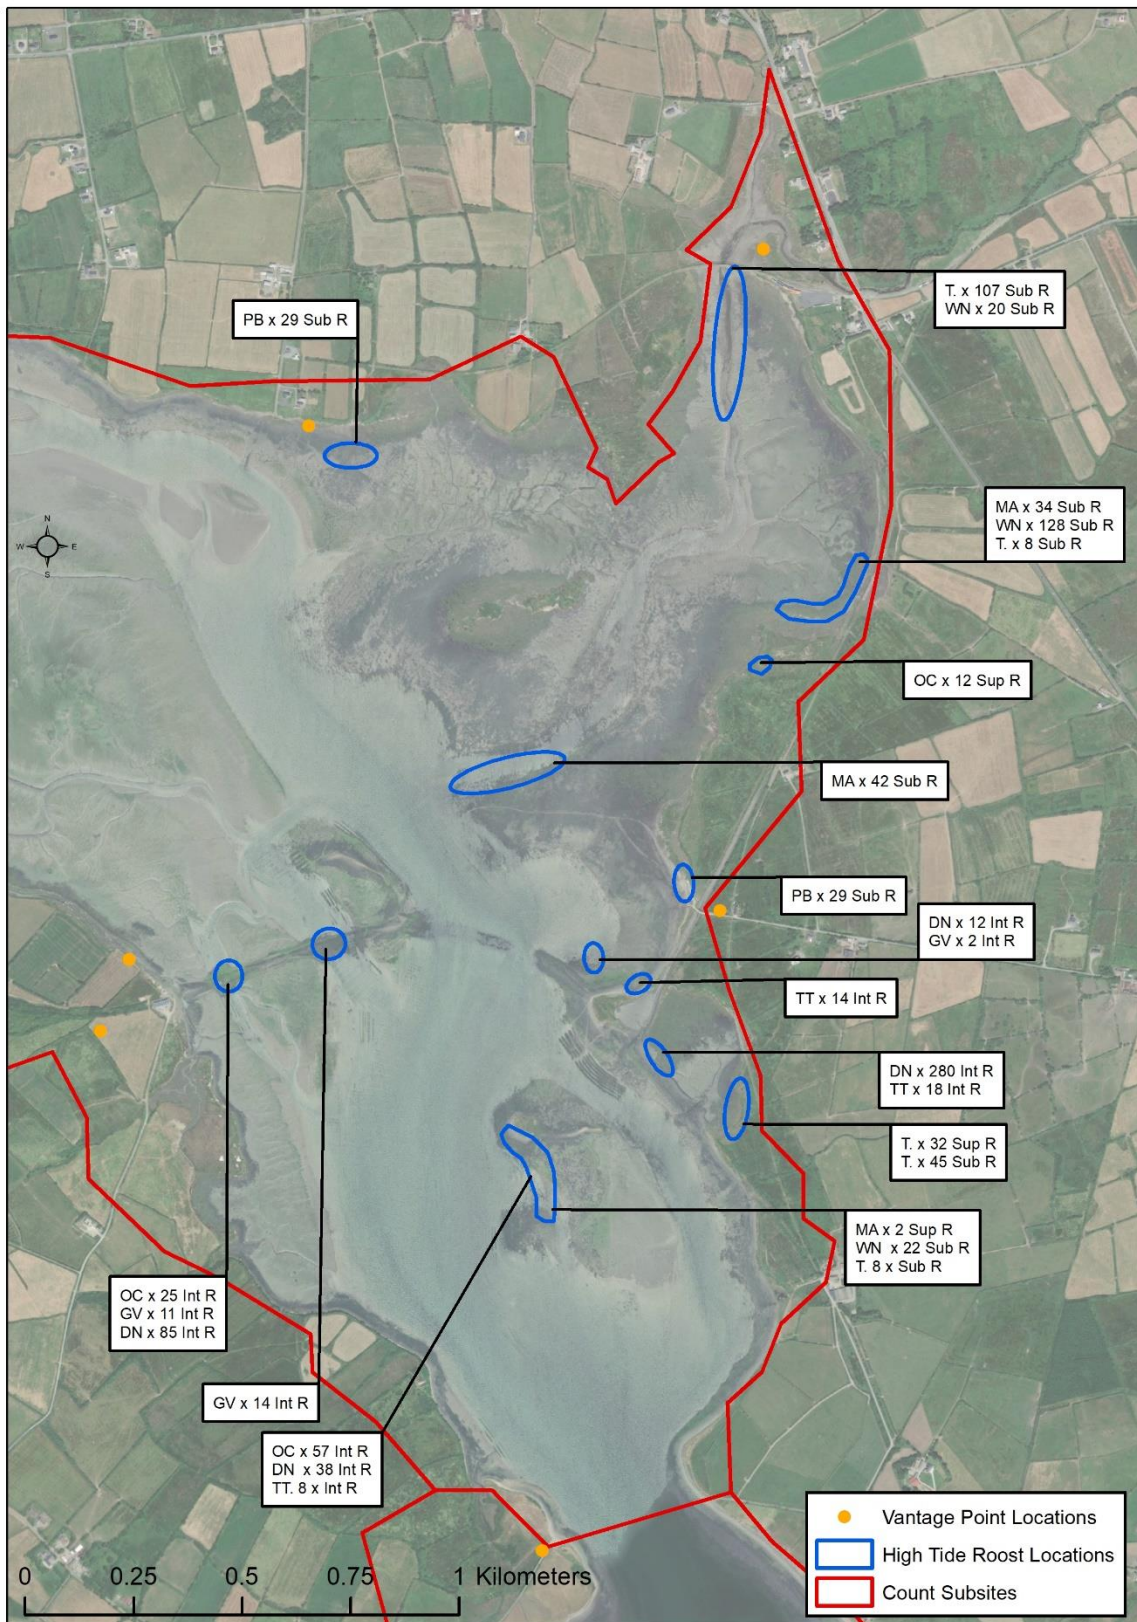 T. x 107 Sub R
WN x 20 Sub R
PB x 29 Sub R
MA x 34 Sub R
WN x 128 Sub R
T. x 8 Sub R
N
W
E
S
OC x 12 Sup R
MA x 42 Sub R
PB x 29 Sub R
DN x 12 Int R
GV x 2 Int R
TT x 14 Int R
DN x 280 Int R
TT x 18 Int R
T. x 32 Sup R
T. x 45 Sub R
MA x 2 Sup R
WN x 22 Sub R
T. 8 x Sub R
OC x 25 Int R
GV x 11 Int R
DN x 85 Int R
GV x 14 Int R
OC x 57 Int R
DN x 38 Int R
TT. 8 x Int R
Vantage Point Locations
High Tide Roost Locations
Count Subsites
0 0.25 0.5 0.75 1 Kilometers